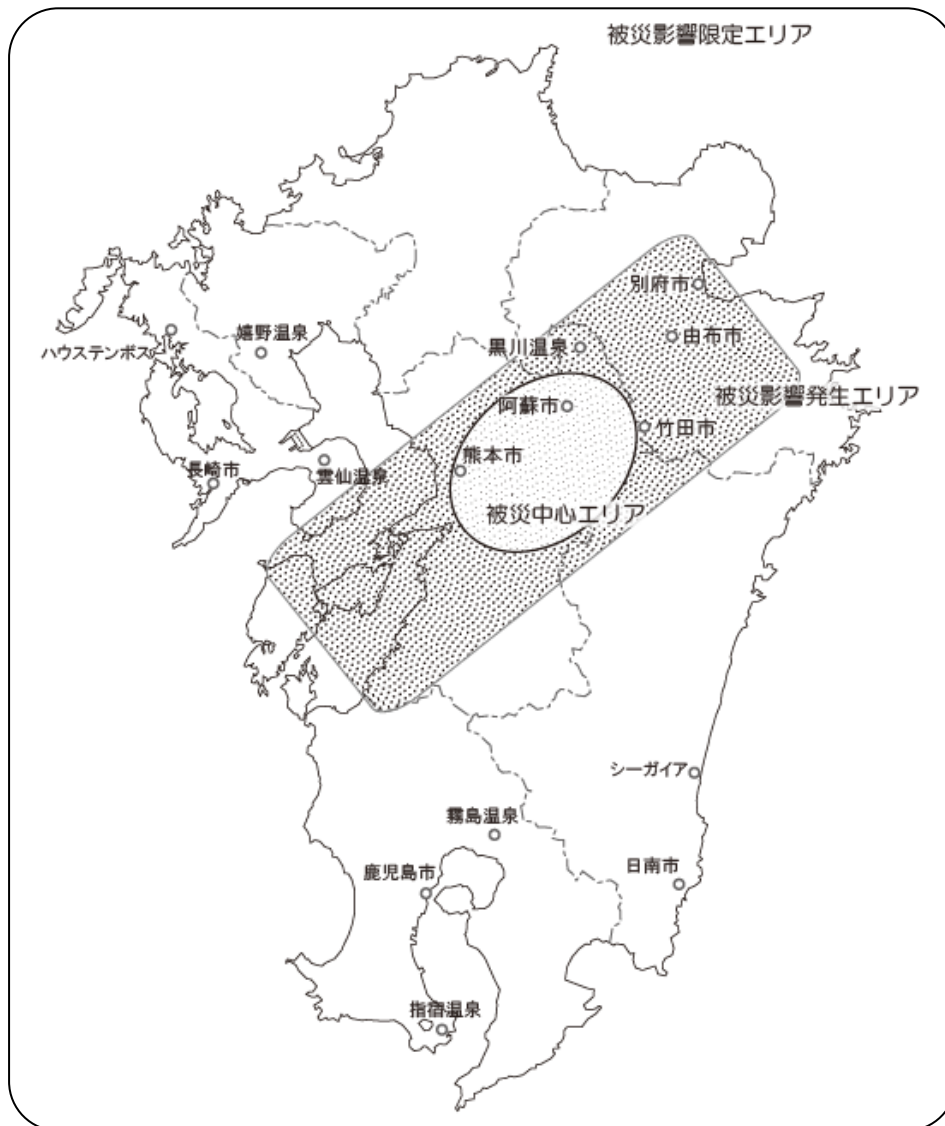 被災影響限定エリア
別府市
由布市
黒川温泉
嬉野温泉
ハウステンボス
被災影響発生エリア
阿蘇市
竹田市
熊本市
雲仙温泉
長崎市
被災中心エリア
シーガイア
霧島温泉
日南市
鹿児島市
指宿温泉